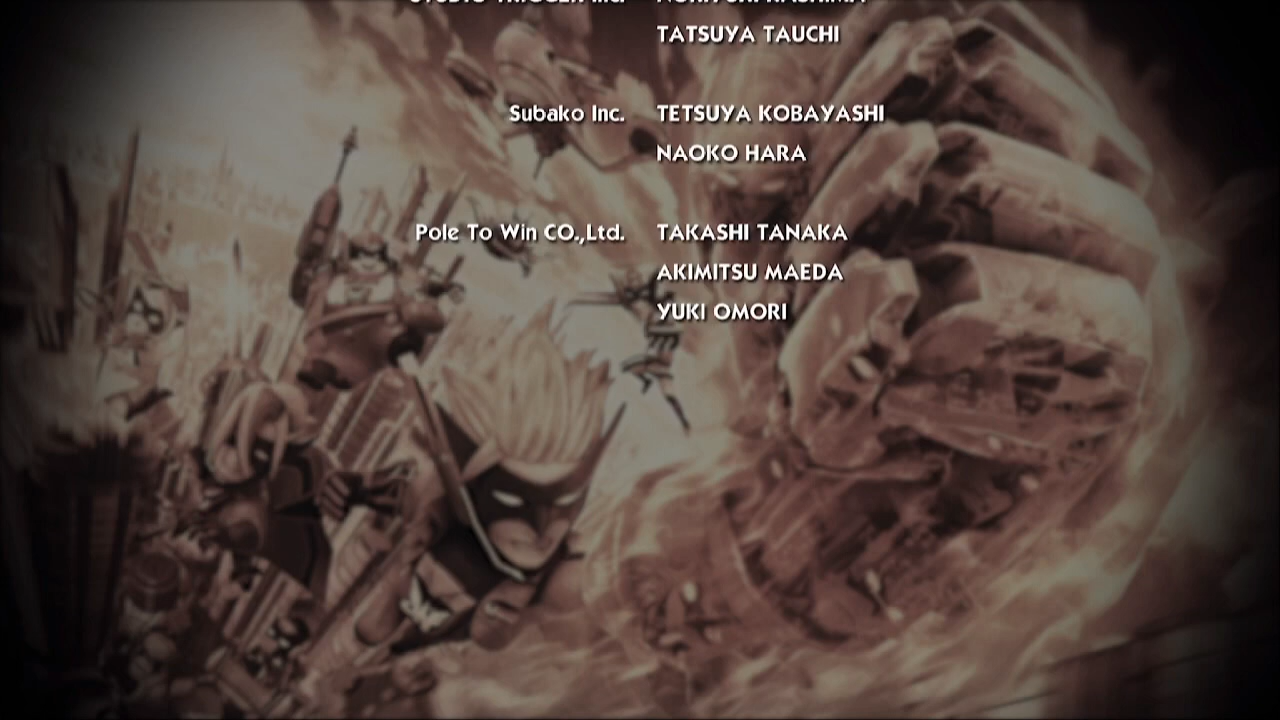 TATSUYA TAUCHI
Subako Inc. TETSUYA KOBAYASHI
NAOKO HARA
Pole To Win CO.,Ltd. TAKASHI TANAKA
AKIMITSU MAEDA
YUKI OMORI